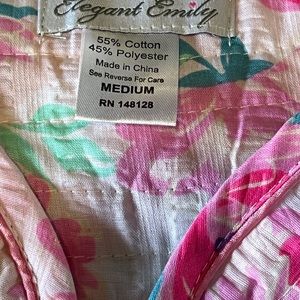 Elegant Emily
55% Cotton
45% Polyester
Made in China
See Reverse For Care
MEDIUM
RN 148128